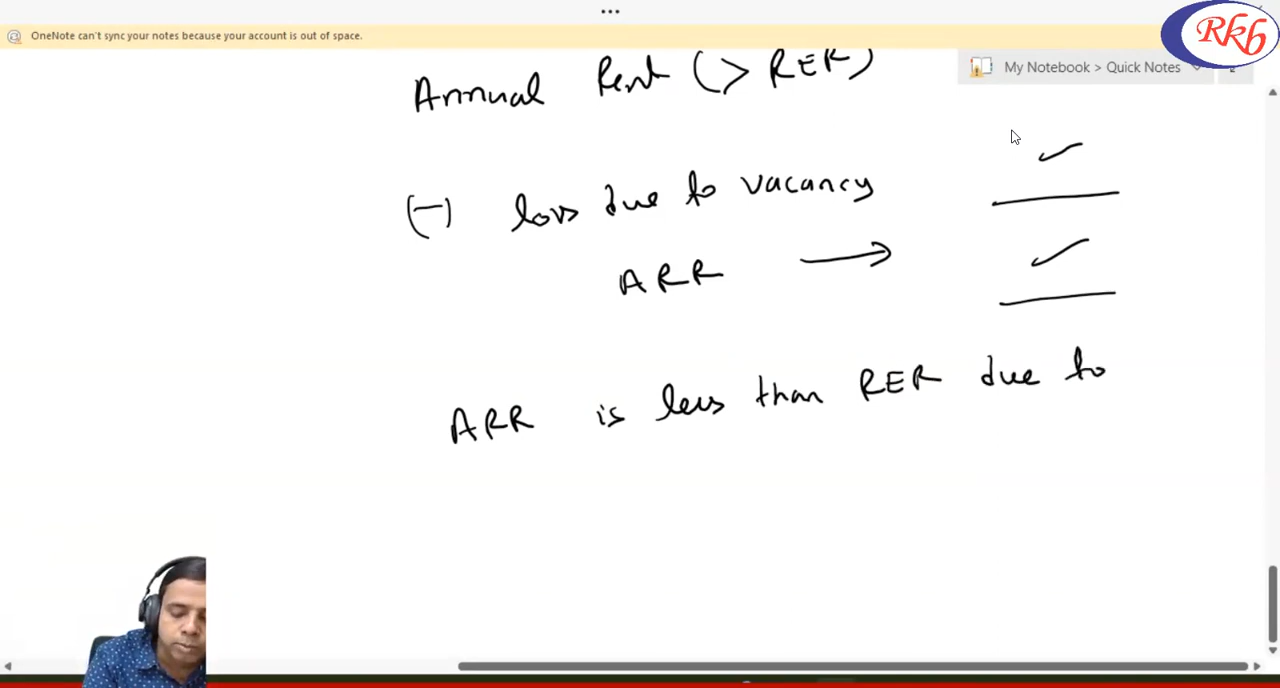 ...
OneNote can't sync your notes because your account is out of space.
Rkb
My Notebook > Quick Notes
Annual Rent (> RER)
(-) loss due to vacancy
ARR →
ARR is less than RER due to